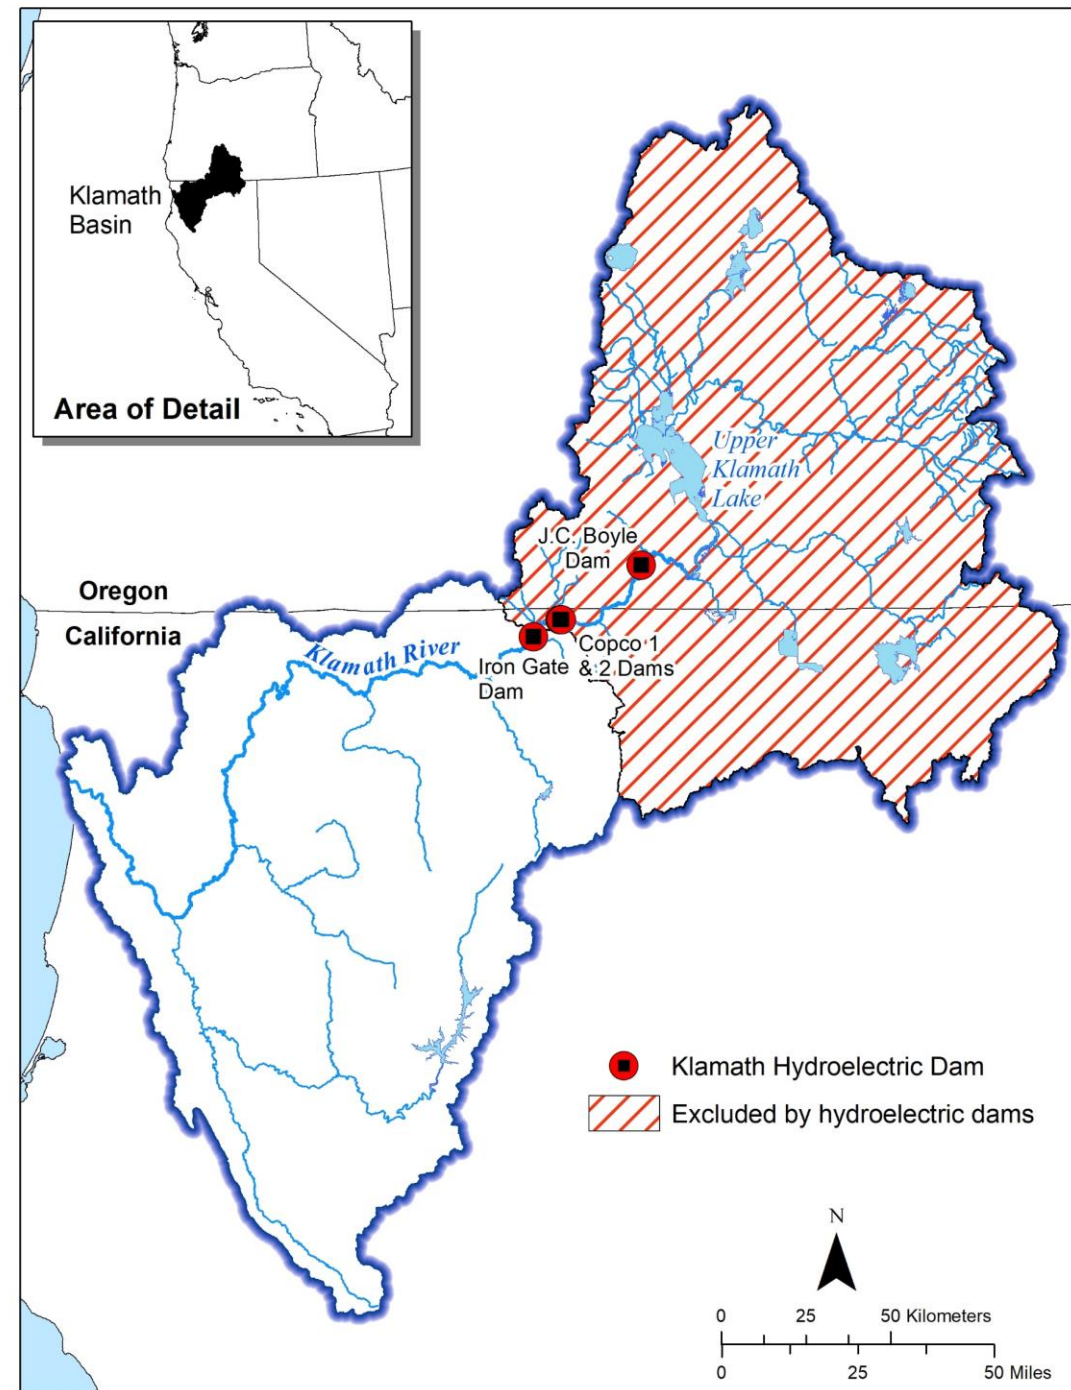 Klamath
Basin
Area of Detail
Upper
Klamath
Lake
J.C. Boyle
Dam
Oregon
California
Klamath River
Iron Gate
Dam
Copco 1
& 2 Dams
Klamath Hydroelectric Dam
Excluded by hydroelectric dams
N
0 25 50 Kilometers
0 25 50 Miles